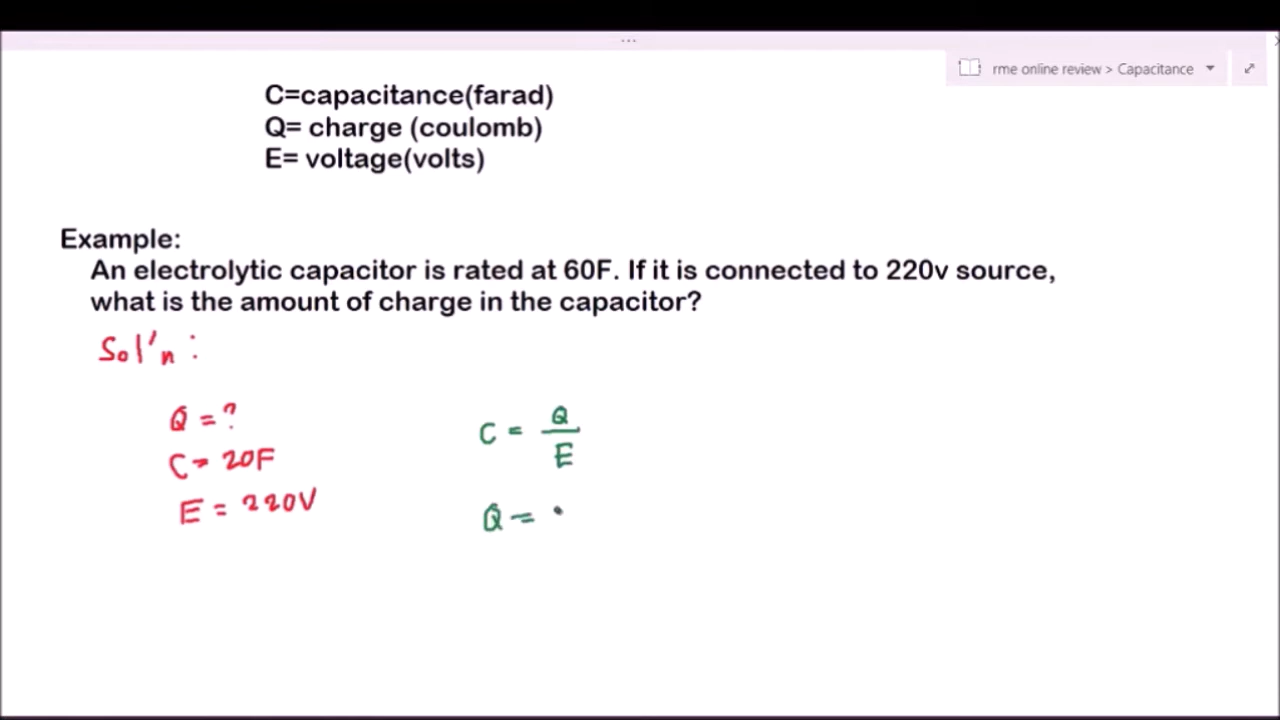 rme online review > Capacitance
C=capacitance(farad)
Q= charge (coulomb)
E= voltage(volts)
Example:
An electrolytic capacitor is rated at 60F. If it is connected to 220v source,
what is the amount of charge in the capacitor?
Sol'n :
Q = ?
C = 20F
E = 220V
C = Q
E
Q =